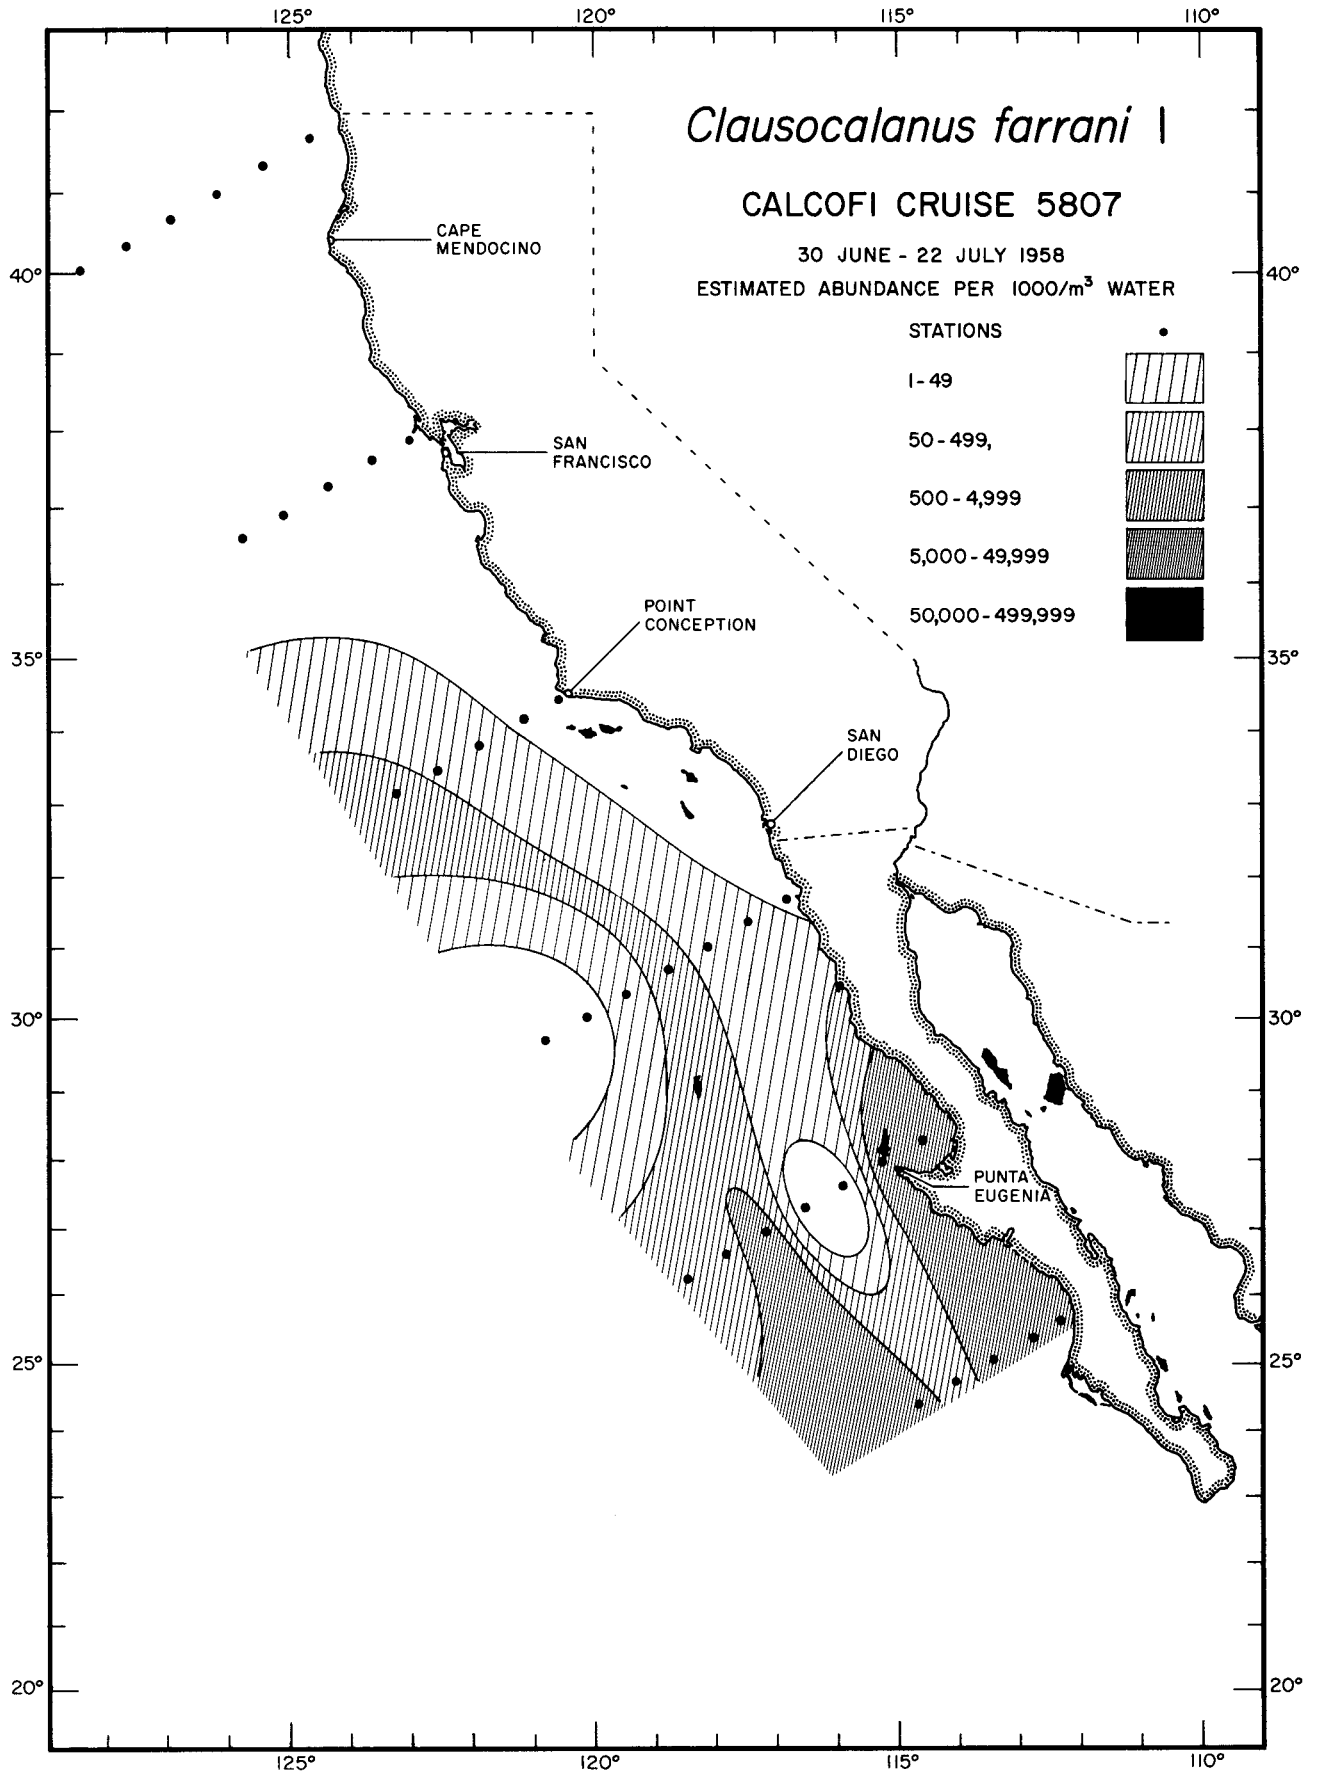 125° 120° 115° 110°
Clausocalanus farrani I
CALCOFI CRUISE 5807
30 JUNE - 22 JULY 1958
ESTIMATED ABUNDANCE PER 1000/m³ WATER
STATIONS
1-49
50-499,
500-4,999
5,000-49,999
50,000-499,999
CAPE
MENDOCINO
40° 40°
SAN
FRANCISCO
POINT
CONCEPTION
35° 35°
SAN
DIEGO
30° 30°
PUNTA
EUGENIA
25° 25°
20° 20°
125° 120° 115° 110°